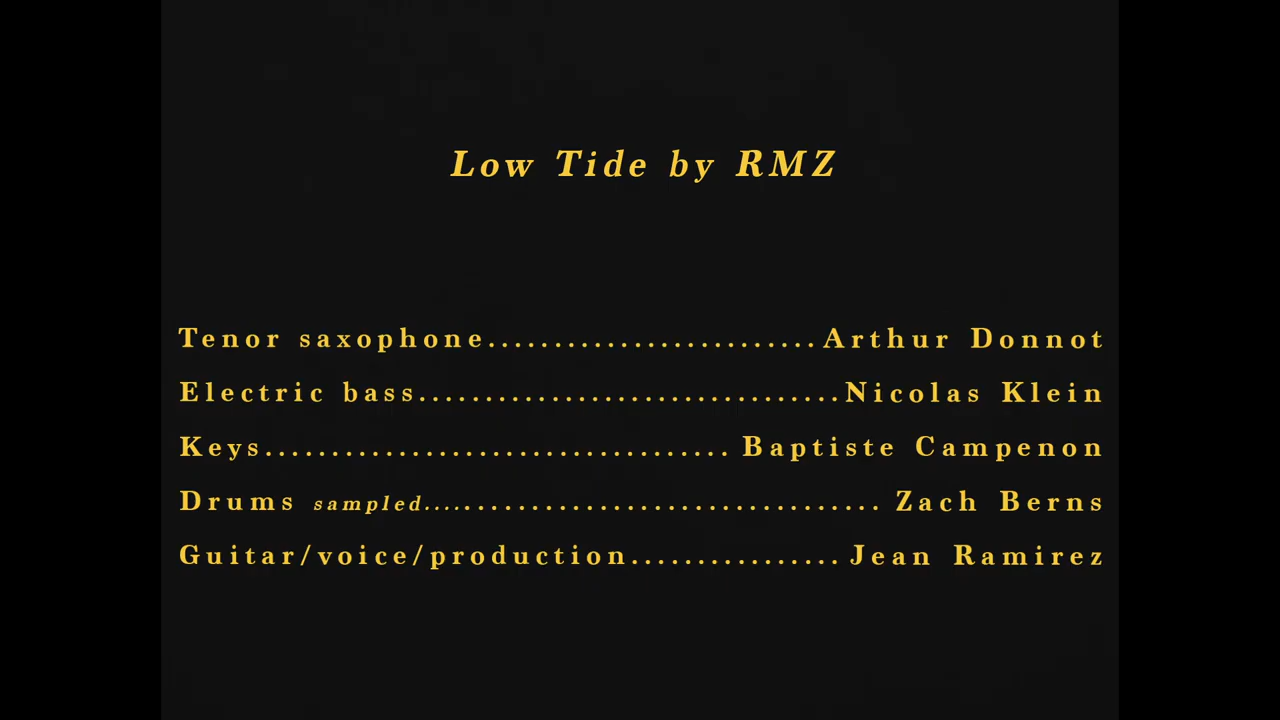 Low Tide by RMZ
Tenor saxophone.........................Arthur Donnot
Electric bass................................Nicolas Klein
Keys................................... Baptiste Campenon
Drums sampled.................................... Zach Berns
Guitar/voice/production................ Jean Ramirez